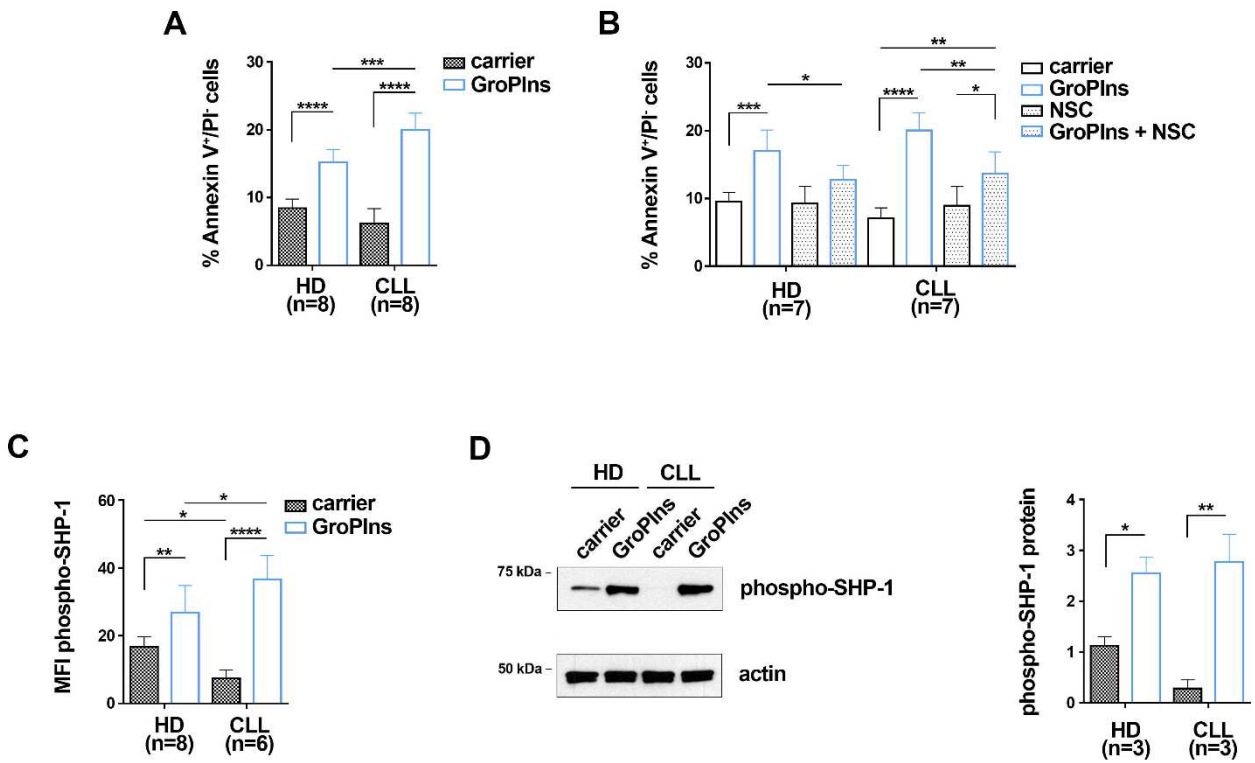 A
% Annexin V⁺/PI⁻ cells
30
20
10
0
****
***
****
carrier
GroPIns
HD
(n=8)
CLL
(n=8)
B
% Annexin V⁺/PI⁻ cells
30
20
10
0
***
*
**
**
****
*
carrier
GroPIns
NSC
GroPIns + NSC
HD
(n=7)
CLL
(n=7)
C
MFI phospho-SHP-1
60
40
20
0
*
*
**
****
carrier
GroPIns
HD
(n=8)
CLL
(n=6)
D
HD CLL
carrier GroPIns carrier GroPIns
75 kDa –
phospho-SHP-1
50 kDa –
actin
phospho-SHP-1 protein
4
3
2
1
0
*
**
HD
(n=3)
CLL
(n=3)